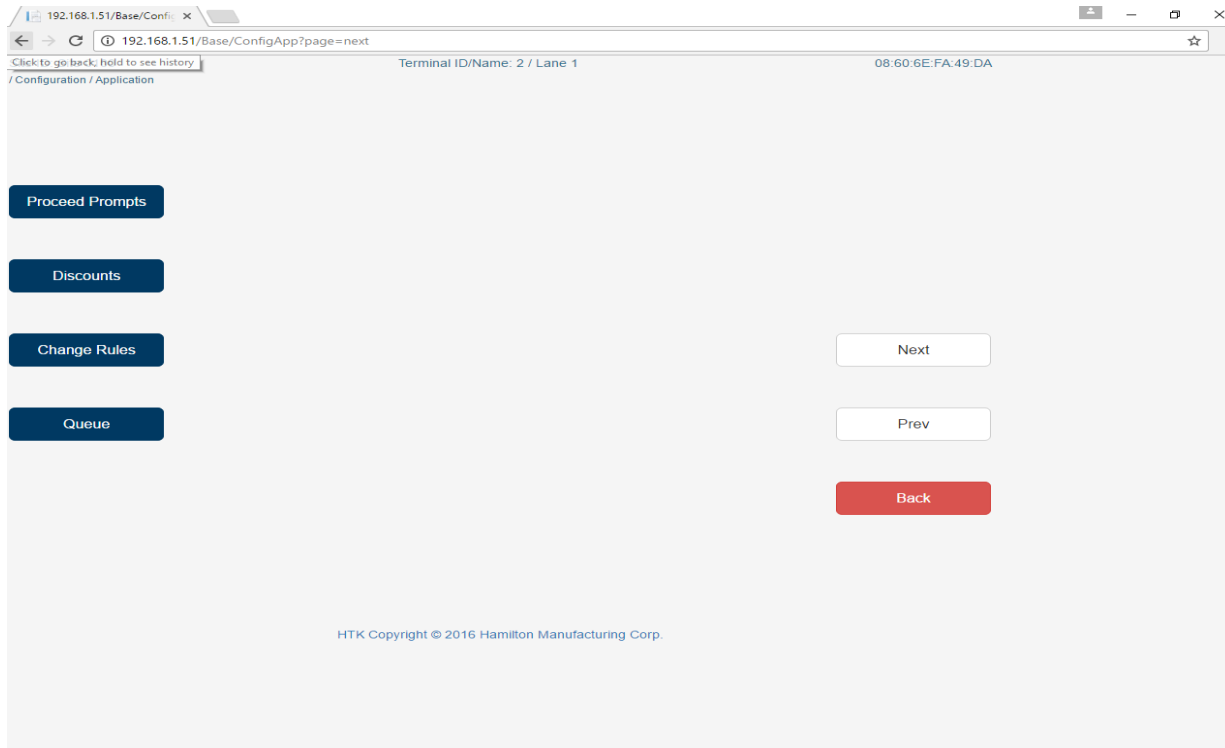 192.168.1.51/Base/Confi
192.168.1.51/Base/ConfigApp?page=next
Click to go back, hold to see history
Terminal ID/Name: 2 / Lane 1
08:60:6E:FA:49:DA
/ Configuration / Application
Proceed Prompts
Discounts
Change Rules
Next
Queue
Prev
Back
HTK Copyright © 2016 Hamilton Manufacturing Corp.